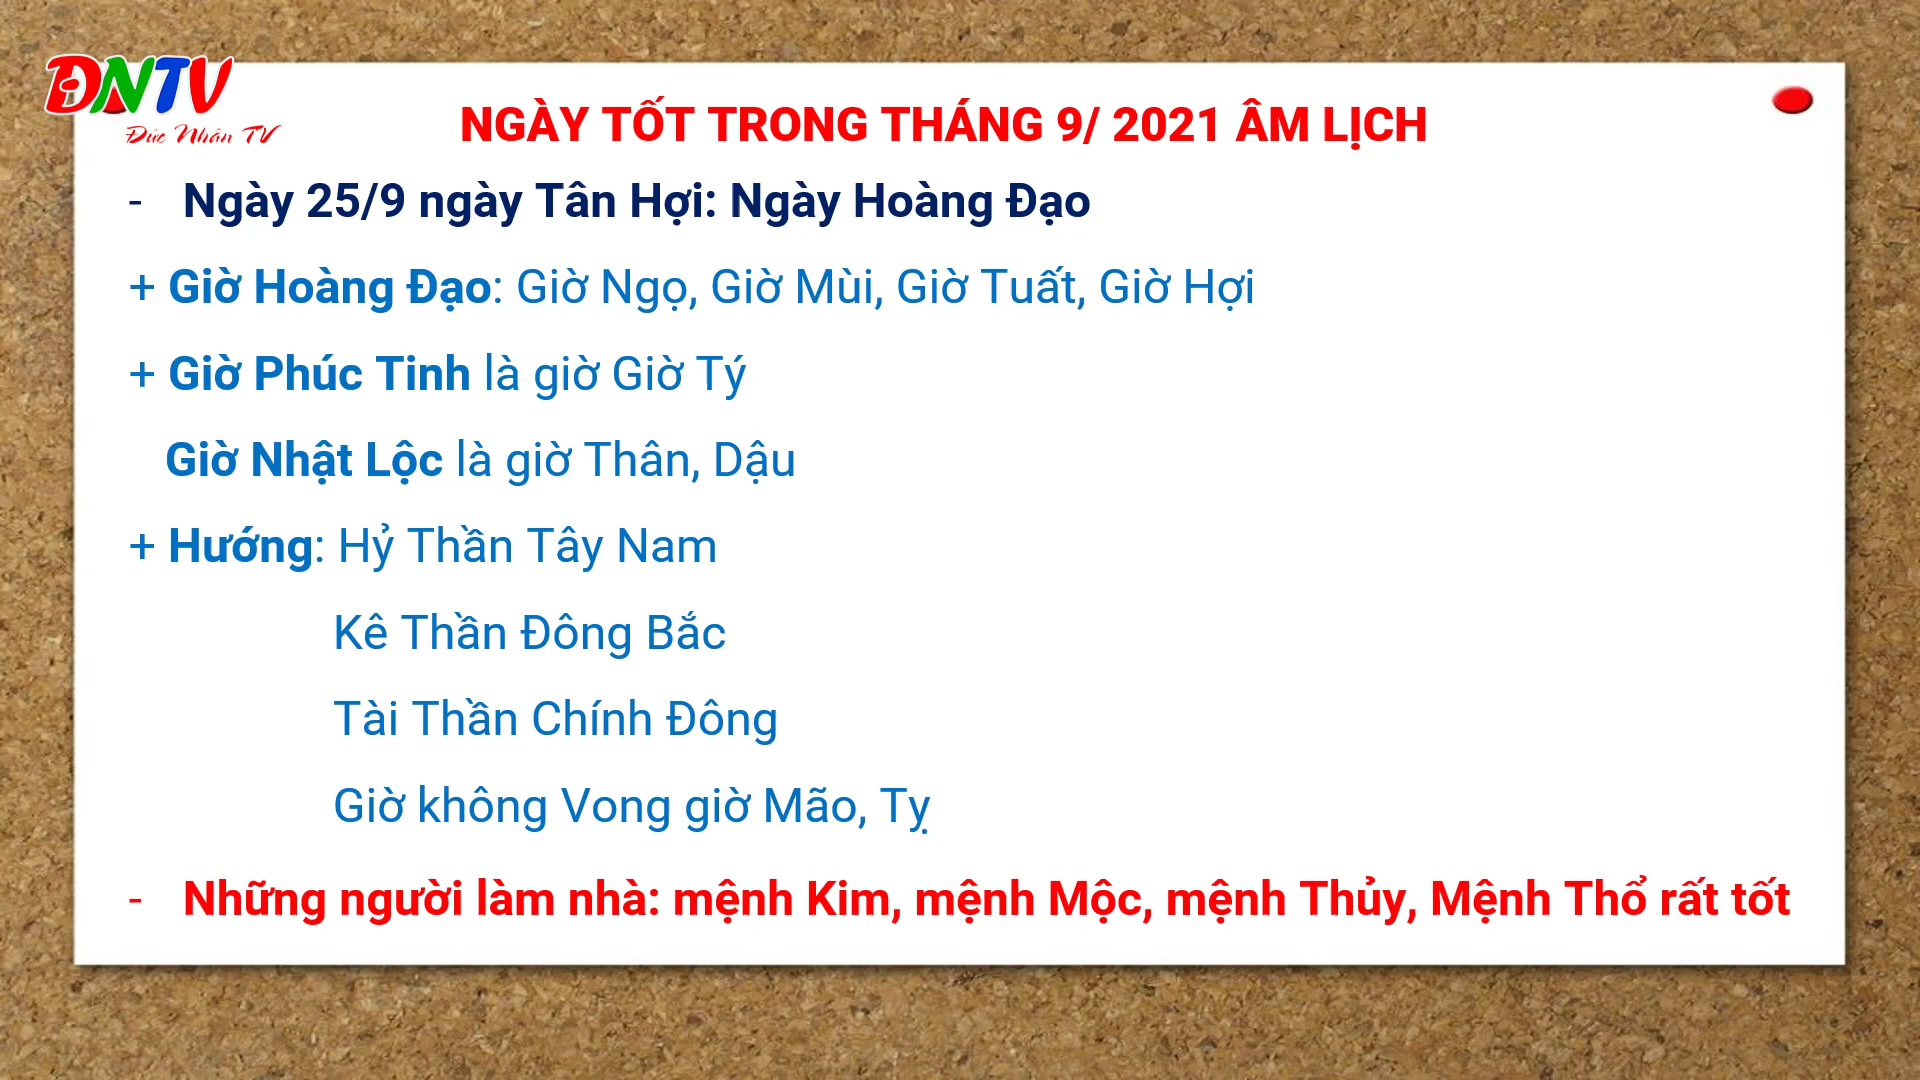 ĐNTV
Đức Nhân TV
NGÀY TỐT TRONG THÁNG 9/ 2021 ÂM LỊCH
- Ngày 25/9 ngày Tân Hợi: Ngày Hoàng Đạo
+ Giờ Hoàng Đạo: Giờ Ngọ, Giờ Mùi, Giờ Tuất, Giờ Hợi
+ Giờ Phúc Tinh là giờ Giờ Tý
Giờ Nhật Lộc là giờ Thân, Dậu
+ Hướng: Hỷ Thần Tây Nam
Kê Thần Đông Bắc
Tài Thần Chính Đông
Giờ không Vong giờ Mão, Tỵ
- Những người làm nhà: mệnh Kim, mệnh Mộc, mệnh Thủy, Mệnh Thổ rất tốt